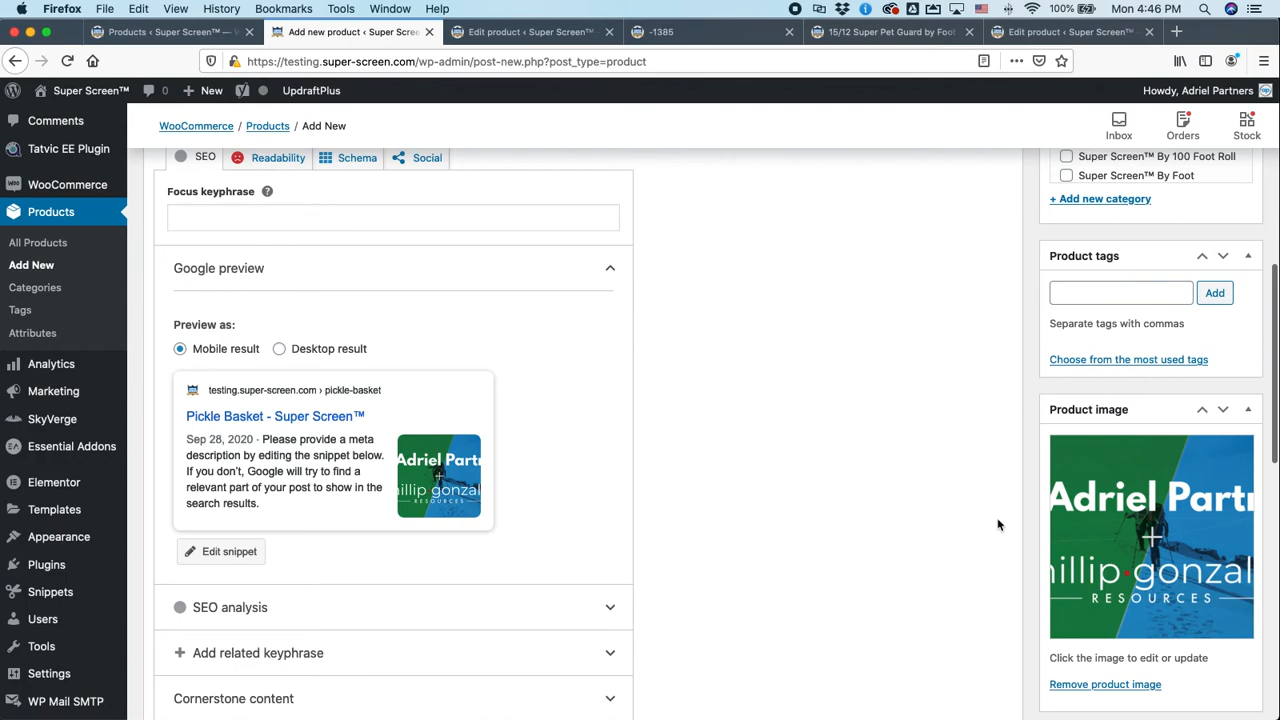 Firefox File Edit View History Bookmarks Tools Window Help 100% Mon 4:46 PM
Products ‹ Super Screen™ — W Add new product ‹ Super Scree Edit product ‹ Super Screen™ -1385 15/12 Super Pet Guard by Foot Edit product ‹ Super Screen™
https://testing.super-screen.com/wp-admin/post-new.php?post_type=product
Super Screen™ 0 New UpdraftPlus Howdy, Adriel Partners
Comments
Tatvic EE Plugin
WooCommerce
Products
All Products
Add New
Categories
Tags
Attributes
Analytics
Marketing
SkyVerge
Essential Addons
Elementor
Templates
Appearance
Plugins
Snippets
Users
Tools
Settings
WP Mail SMTP
WooCommerce / Products / Add New
Inbox Orders Stock
SEO Readability Schema Social
Focus keyphrase
Google preview
Preview as:
Mobile result Desktop result
testing.super-screen.com › pickle-basket
Pickle Basket - Super Screen™
Sep 28, 2020 · Please provide a meta
description by editing the snippet below.
If you don't, Google will try to find a
relevant part of your post to show in the
search results.
Adriel Partr
+
hillip gonzal
RESOURCES
Edit snippet
SEO analysis
Add related keyphrase
Cornerstone content
Super Screen™ By 100 Foot Roll
Super Screen™ By Foot
+ Add new category
Product tags
Add
Separate tags with commas
Choose from the most used tags
Product image
Adriel Partr
+
hillip·gonzal
RESOURCES
Click the image to edit or update
Remove product image